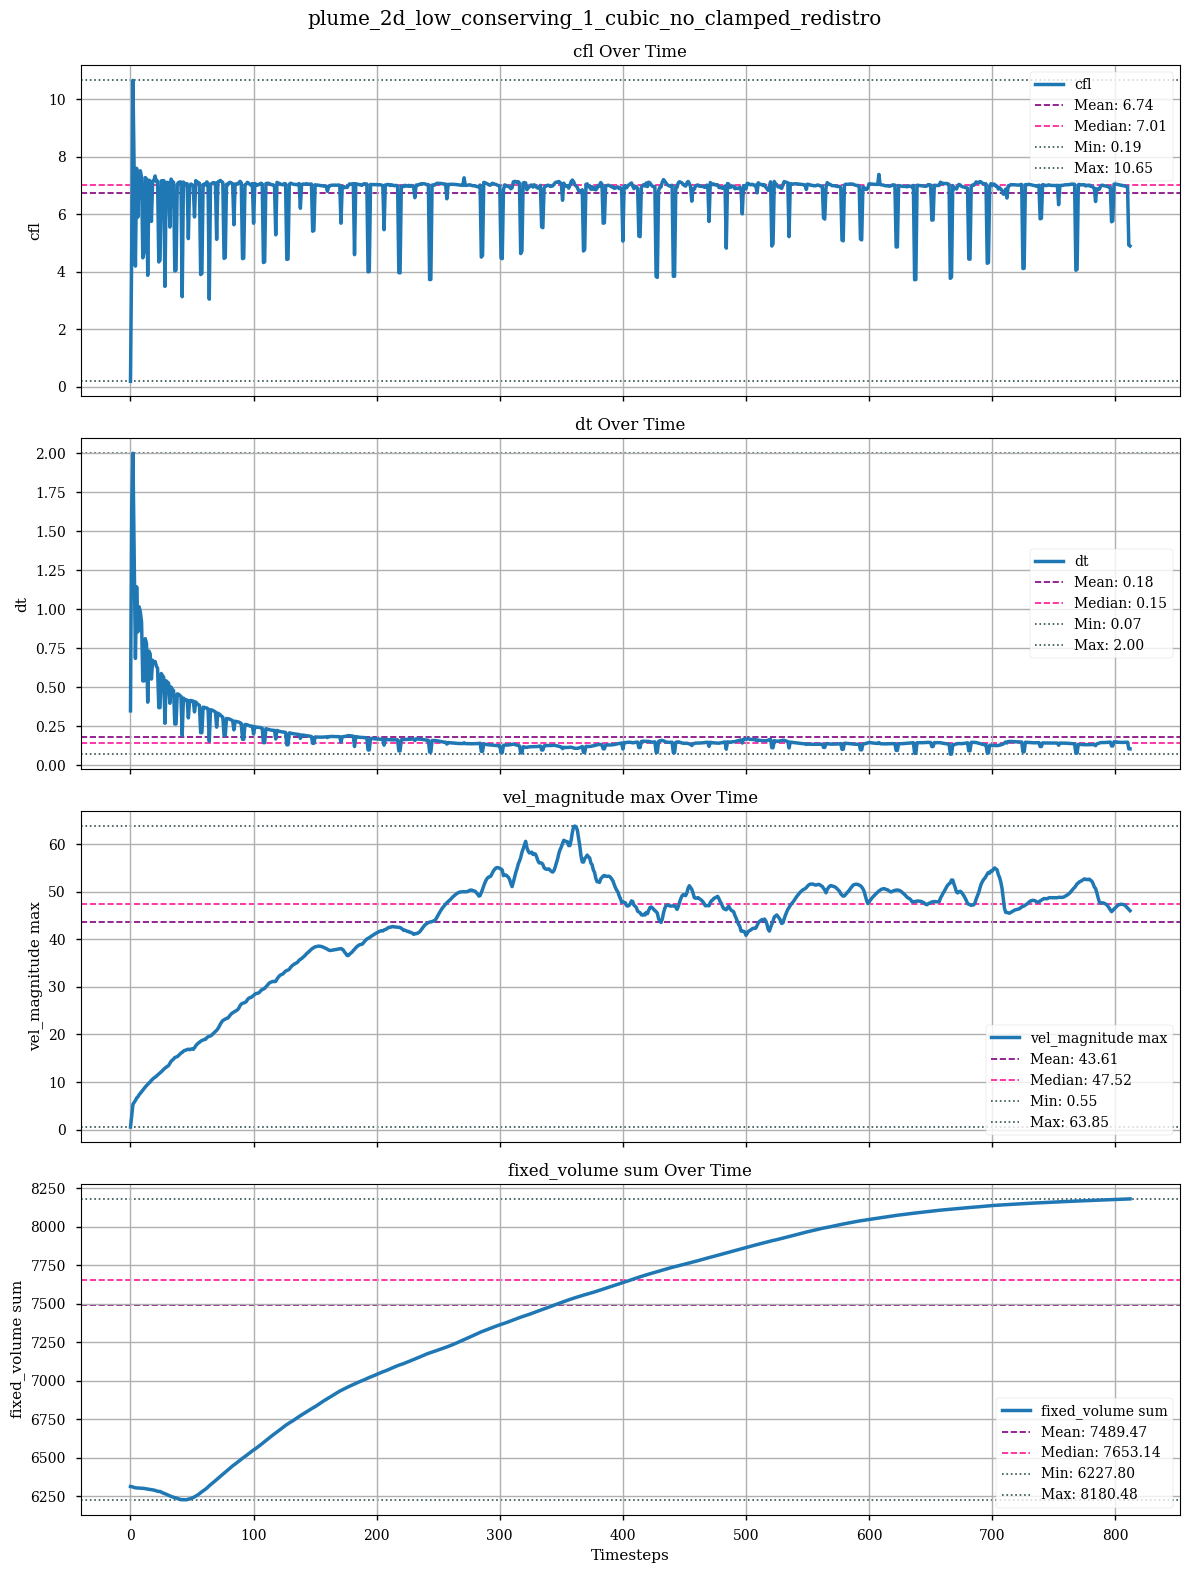 plume_2d_low_conserving_1_cubic_no_clamped_redistro
cfl Over Time
10
8
6
4
2
0
cfl
cfl
Mean: 6.74
Median: 7.01
Min: 0.19
Max: 10.65
dt Over Time
2.00
1.75
1.50
1.25
1.00
0.75
0.50
0.25
0.00
dt
dt
Mean: 0.18
Median: 0.15
Min: 0.07
Max: 2.00
vel_magnitude max Over Time
60
50
40
30
20
10
0
vel_magnitude max
vel_magnitude max
Mean: 43.61
Median: 47.52
Min: 0.55
Max: 63.85
fixed_volume sum Over Time
8250
8000
7750
7500
7250
7000
6750
6500
6250
fixed_volume sum
fixed_volume sum
Mean: 7489.47
Median: 7653.14
Min: 6227.80
Max: 8180.48
0 100 200 300 400 500 600 700 800
Timesteps